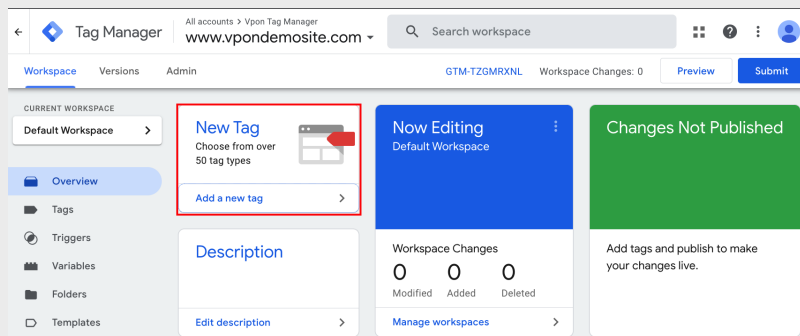 All accounts > Vpon Tag Manager
Tag Manager
www.vpondemosite.com
Search workspace
Workspace
Versions
Admin
GTM-TZGMRXNL
Workspace Changes: 0
Preview
Submit
CURRENT WORKSPACE
Default Workspace
Overview
Tags
Triggers
Variables
Folders
Templates
New Tag
Choose from over
50 tag types
Add a new tag
Description
Edit description
Now Editing
Default Workspace
Workspace Changes
0 0 0
Modified Added Deleted
Manage workspaces
Changes Not Published
Add tags and publish to make
your changes live.